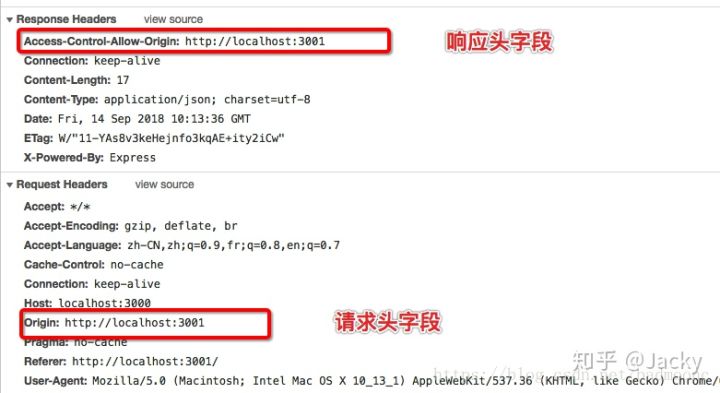 Response Headers view source
Access-Control-Allow-Origin: http://localhost:3001 响应头字段
Connection: keep-alive
Content-Length: 17
Content-Type: application/json; charset=utf-8
Date: Fri, 14 Sep 2018 10:13:36 GMT
ETag: W/"11-YAs8v3keHejnfo3kqAE+ity2iCw"
X-Powered-By: Express
Request Headers view source
Accept: */*
Accept-Encoding: gzip, deflate, br
Accept-Language: zh-CN,zh;q=0.9,fr;q=0.8,en;q=0.7
Cache-Control: no-cache
Connection: keep-alive
Host: localhost:3000
Origin: http://localhost:3001 请求头字段
Pragma: no-cache
Referer: http://localhost:3001/
知乎 @Jacky
User-Agent: Mozilla/5.0 (Macintosh; Intel Mac OS X 10_13_1) AppleWebKit/537.36 (KHTML, like Gecko) Chrome/